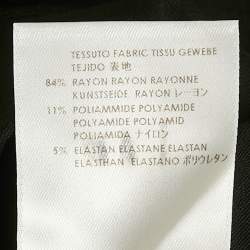 TESSUTO FABRIC TISSU GEWEBE
TEJIDO 表地
84% RAYON RAYON RAYONNE
KUNSTSEIDE RAYON レーヨン
11% POLIAMMIDE POLYAMIDE
POLYAMID POLYAMIDE
POLIAMIDA ナイロン
5% ELASTAN ELASTANE ELASTAN
ELASTHAN ELASTANO ポリウレタン